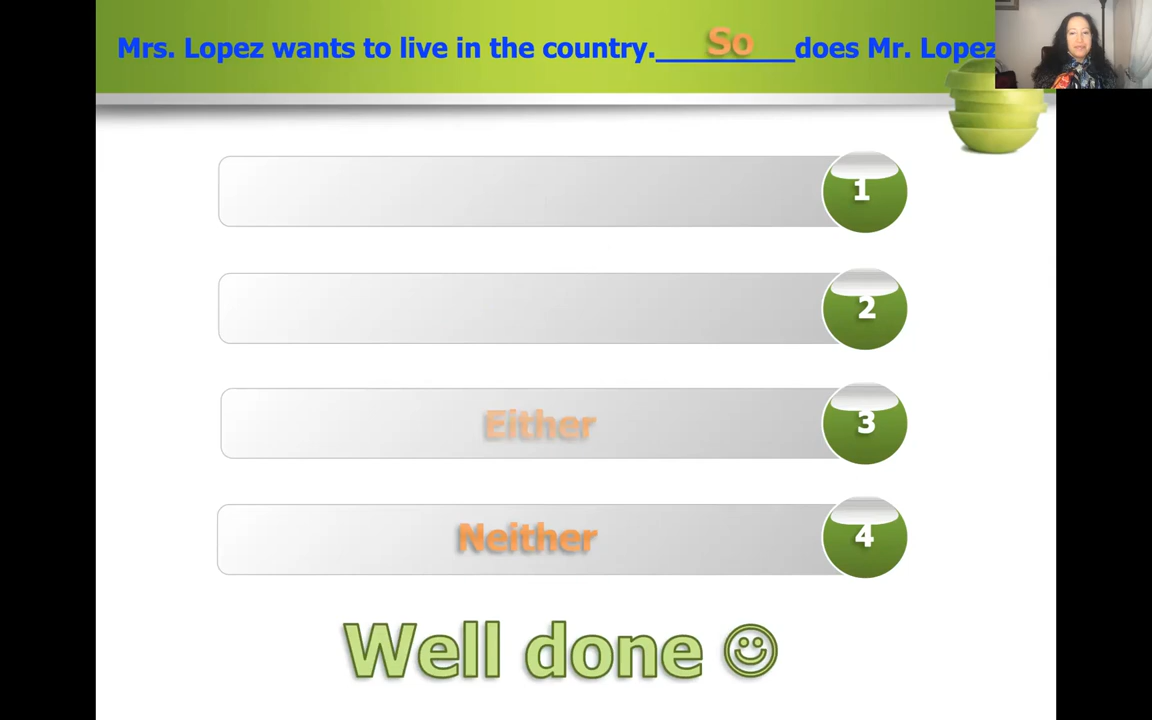 Mrs. Lopez wants to live in the country.__________does Mr. Lopez
So
1
2
Either 3
Neither 4
Well done ☺